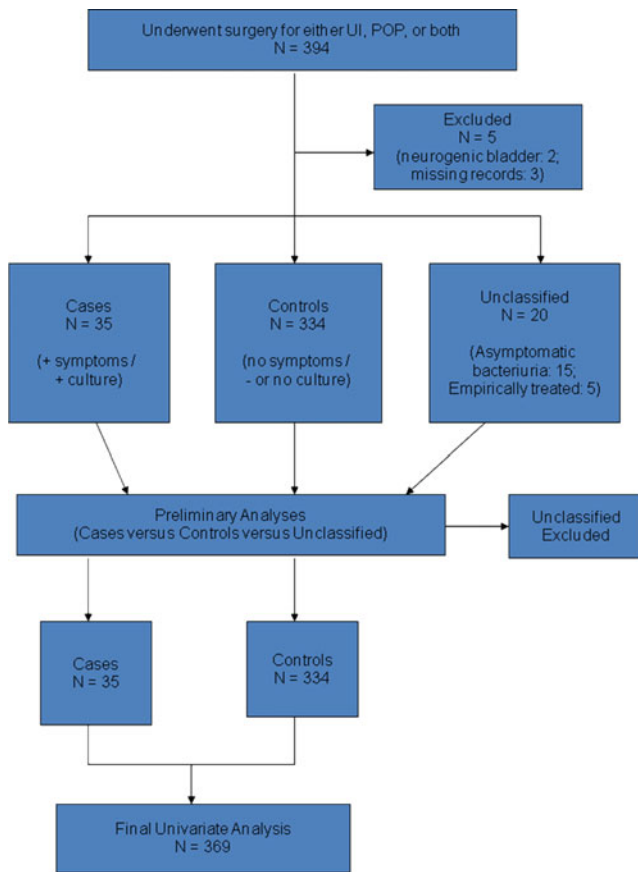 Underwent surgery for either UI, POP, or both
N = 394
Excluded
N = 5
(neurogenic bladder: 2;
missing records: 3)
Cases
N = 35
(+ symptoms /
+ culture)
Controls
N = 334
(no symptoms /
- or no culture)
Unclassified
N = 20
(Asymptomatic
bacteriuria: 15;
Empirically treated: 5)
Preliminary Analyses
(Cases versus Controls versus Unclassified)
Unclassified
Excluded
Cases
N = 35
Controls
N = 334
Final Univariate Analysis
N = 369